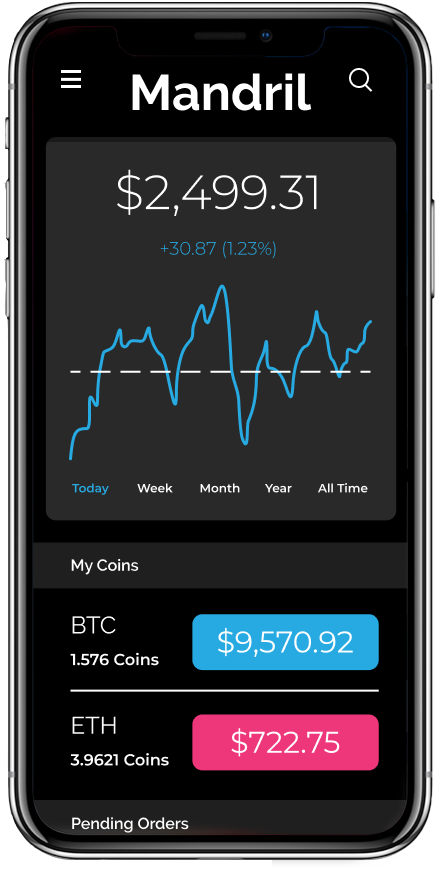 Mandril
$2,499.31
+30.87 (1.23%)
Today Week Month Year All Time
My Coins
BTC
1.576 Coins
$9,570.92
ETH
3.9621 Coins
$722.75
Pending Orders